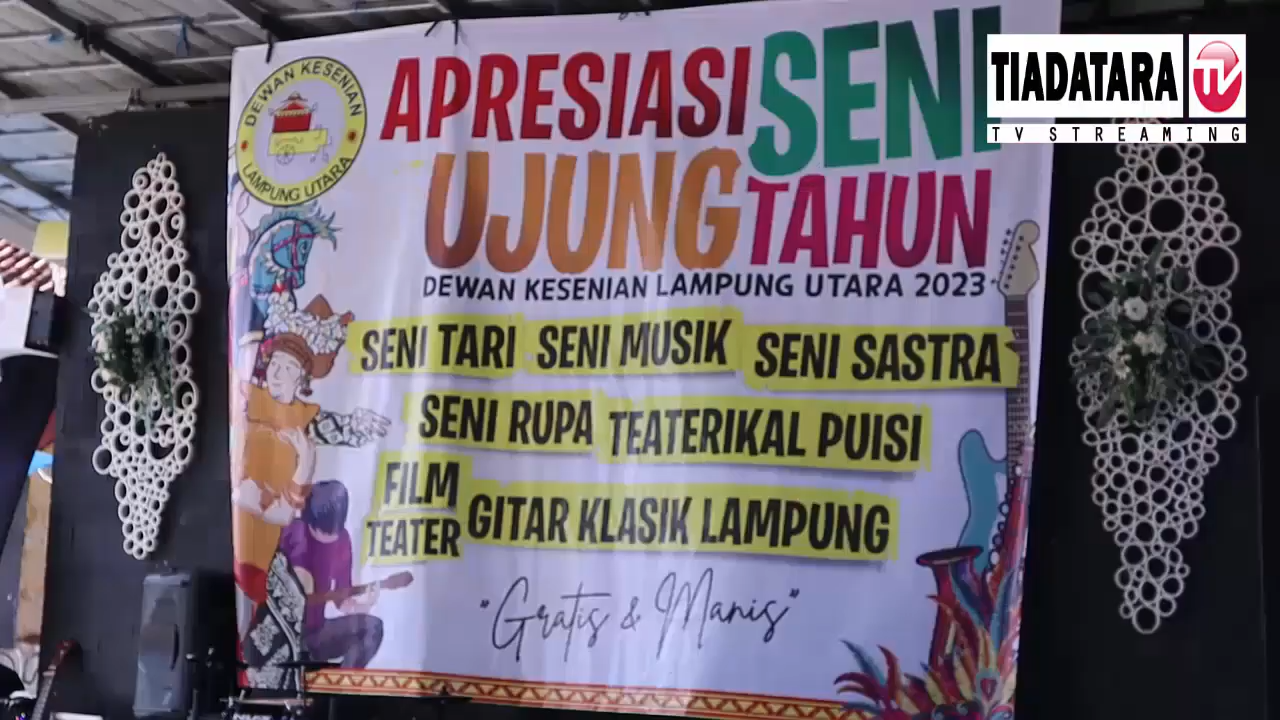 DEWAN KESENIAN
LAMPUNG UTARA
APRESIASI SENI
UJUNG TAHUN
DEWAN KESENIAN LAMPUNG UTARA 2023
SENI TARI SENI MUSIK SENI SASTRA
SENI RUPA TEATERIKAL PUISI
FILM
TEATER GITAR KLASIK LAMPUNG
"Gratis & Manis"
TIADATARA TV
TV STREAMING